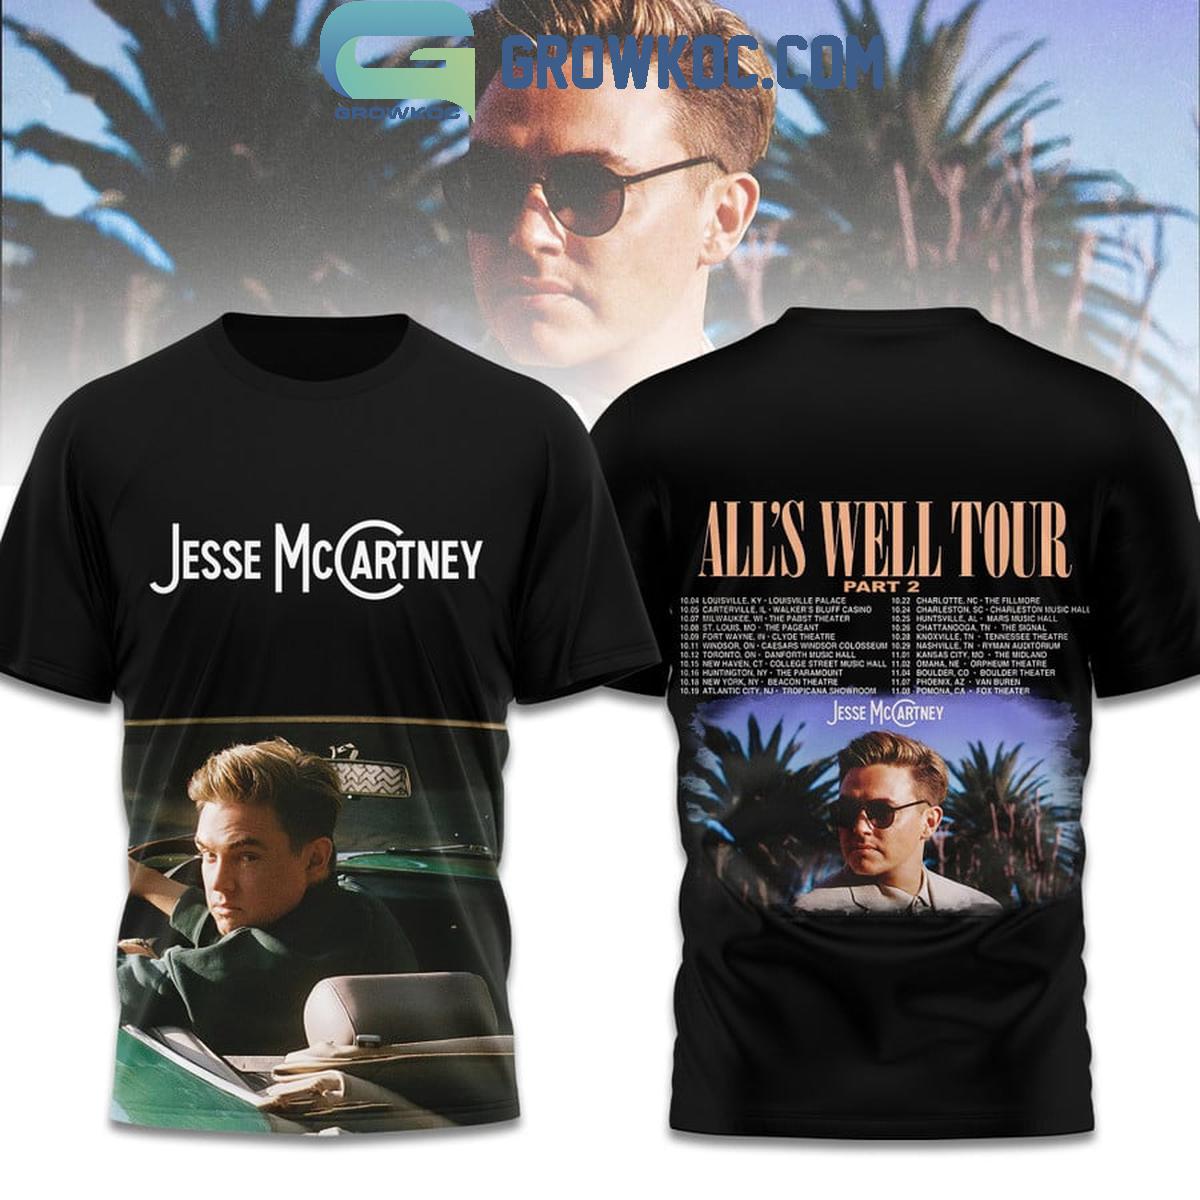 GROWKOC.COM
GROWKOC
JESSE MCCARTNEY
ALL'S WELL TOUR
PART 2
10.04 LOUISVILLE, KY • LOUISVILLE PALACE
10.05 CARTERVILLE, IL • WALKER'S BLUFF CASINO
10.07 MILWAUKEE, WI • THE PABST THEATER
10.08 ST. LOUIS, MO • THE PAGEANT
10.09 FORT WAYNE, IN • CLYDE THEATRE
10.11 WINDSOR, ON • CAESARS WINDSOR COLOSSEUM
10.12 TORONTO, ON • DANFORTH MUSIC HALL
10.15 NEW HAVEN, CT • COLLEGE STREET MUSIC HALL
10.16 HUNTINGTON, NY • THE PARAMOUNT
10.18 NEW YORK, NY • BEACON THEATRE
10.19 ATLANTIC CITY, NJ • TROPICANA SHOWROOM
10.22 CHARLOTTE, NC • THE FILLMORE
10.24 CHARLESTON, SC • CHARLESTON MUSIC HALL
10.25 HUNTSVILLE, AL • MARS MUSIC HALL
10.26 CHATTANOOGA, TN • THE SIGNAL
10.28 KNOXVILLE, TN • TENNESSEE THEATRE
10.29 NASHVILLE, TN • RYMAN AUDITORIUM
11.01 KANSAS CITY, MO • THE MIDLAND
11.02 OMAHA, NE • ORPHEUM THEATRE
11.04 BOULDER, CO • BOULDER THEATER
11.07 PHOENIX, AZ • VAN BUREN
11.08 POMONA, CA • FOX THEATER
JESSE MCCARTNEY